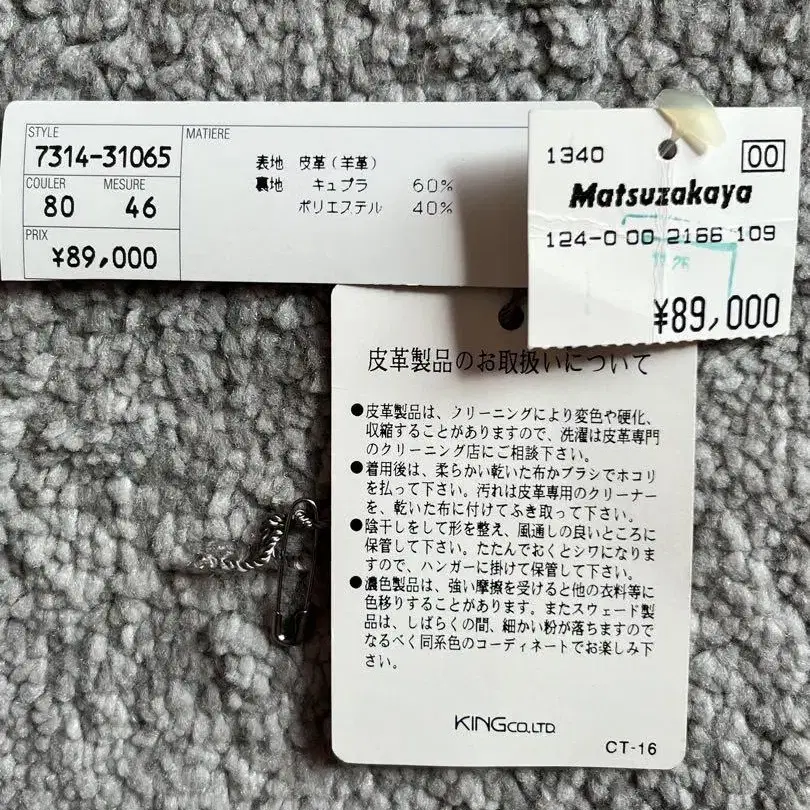 STYLE
7314-31065
COULER MESURE
80 46
PRIX
¥89,000
MATIERE
表地 皮革(羊革)
裏地 キュプラ 60%
ポリエステル 40%
1340 00
Matsuzakaya
124-0 00 2166 109
¥89,000
皮革製品のお取扱いについて
●皮革製品は、クリーニングにより変色や硬化、
収縮することがありますので、洗濯は皮革専門
のクリーニング店にご相談下さい。
●着用後は、柔らかい乾いた布かブラシでホコリ
を払って下さい。汚れは皮革専用のクリーナー
を、乾いた布に付けてふき取って下さい。
●陰干しをして形を整え、風通しの良いところに
保管して下さい。たたんでおくとシワになりま
すので、ハンガーに掛けて保管して下さい。
●濃色製品は、強い摩擦を受けると他の衣料等に
色移りすることがあります。またスウェード製
品は、しばらくの間、細かい粉が落ちますので
なるべく同系色のコーディネートでお楽しみ下
さい。
KING CO.,LTD.
CT-16